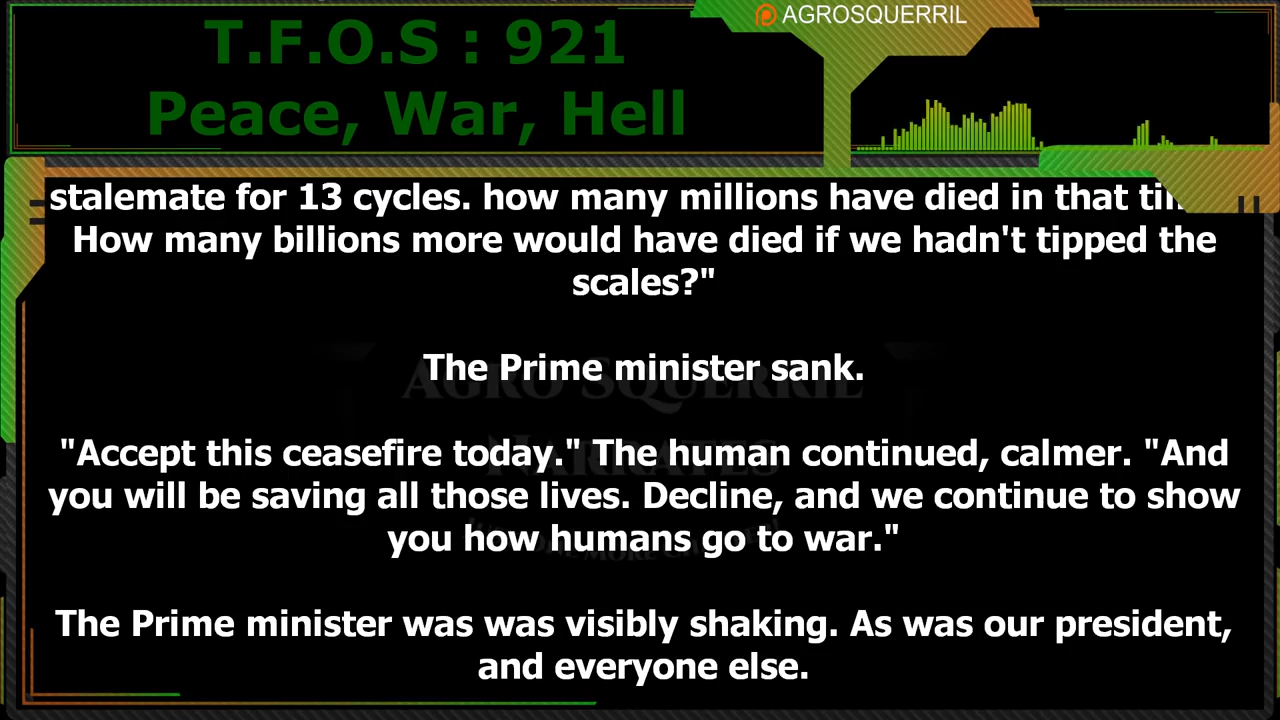 T.F.O.S : 921
Peace, War, Hell
AGROSQUERRIL
stalemate for 13 cycles. how many millions have died in that
How many billions more would have died if we hadn't tipped the
scales?"
The Prime minister sank.
AGRO SQUERRIL
NARRATES
"Accept this ceasefire today." The human continued, calmer. "And
you will be saving all those lives. Decline, and we continue to show
you how humans go to war."
The Prime minister was was visibly shaking. As was our president,
and everyone else.